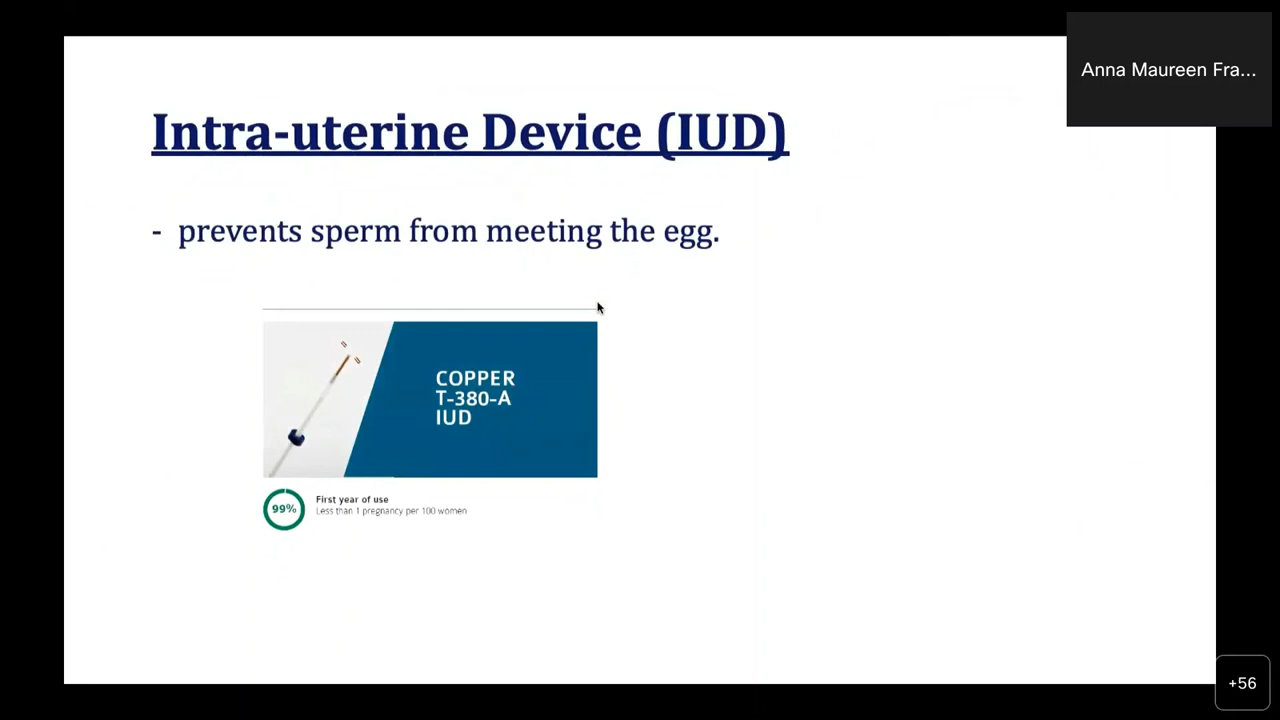 Anna Maureen Fra...
Intra-uterine Device (IUD)
- prevents sperm from meeting the egg.
COPPER
T-380-A
IUD
99%
First year of use
Less than 1 pregnancy per 100 women
+56